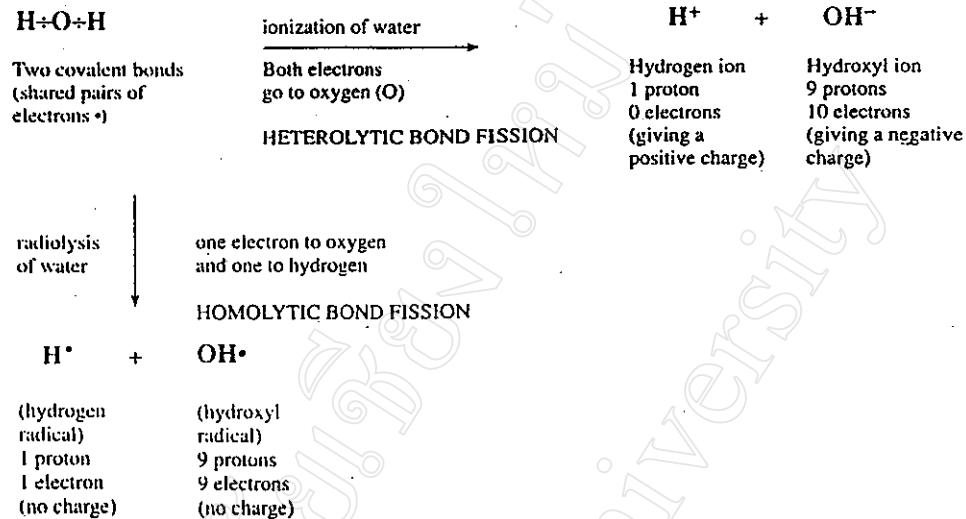 H÷O÷H
ionization of water
H⁺ + OH⁻
Two covalent bonds
(shared pairs of
electrons •)
Both electrons
go to oxygen (O)
HETEROLYTIC BOND FISSION
Hydrogen ion
1 proton
0 electrons
(giving a
positive charge)
Hydroxyl ion
9 protons
10 electrons
(giving a negative
charge)
radiolysis
of water
one electron to oxygen
and one to hydrogen
HOMOLYTIC BOND FISSION
H• + OH•
(hydrogen
radical)
1 proton
1 electron
(no charge)
(hydroxyl
radical)
9 protons
9 electrons
(no charge)